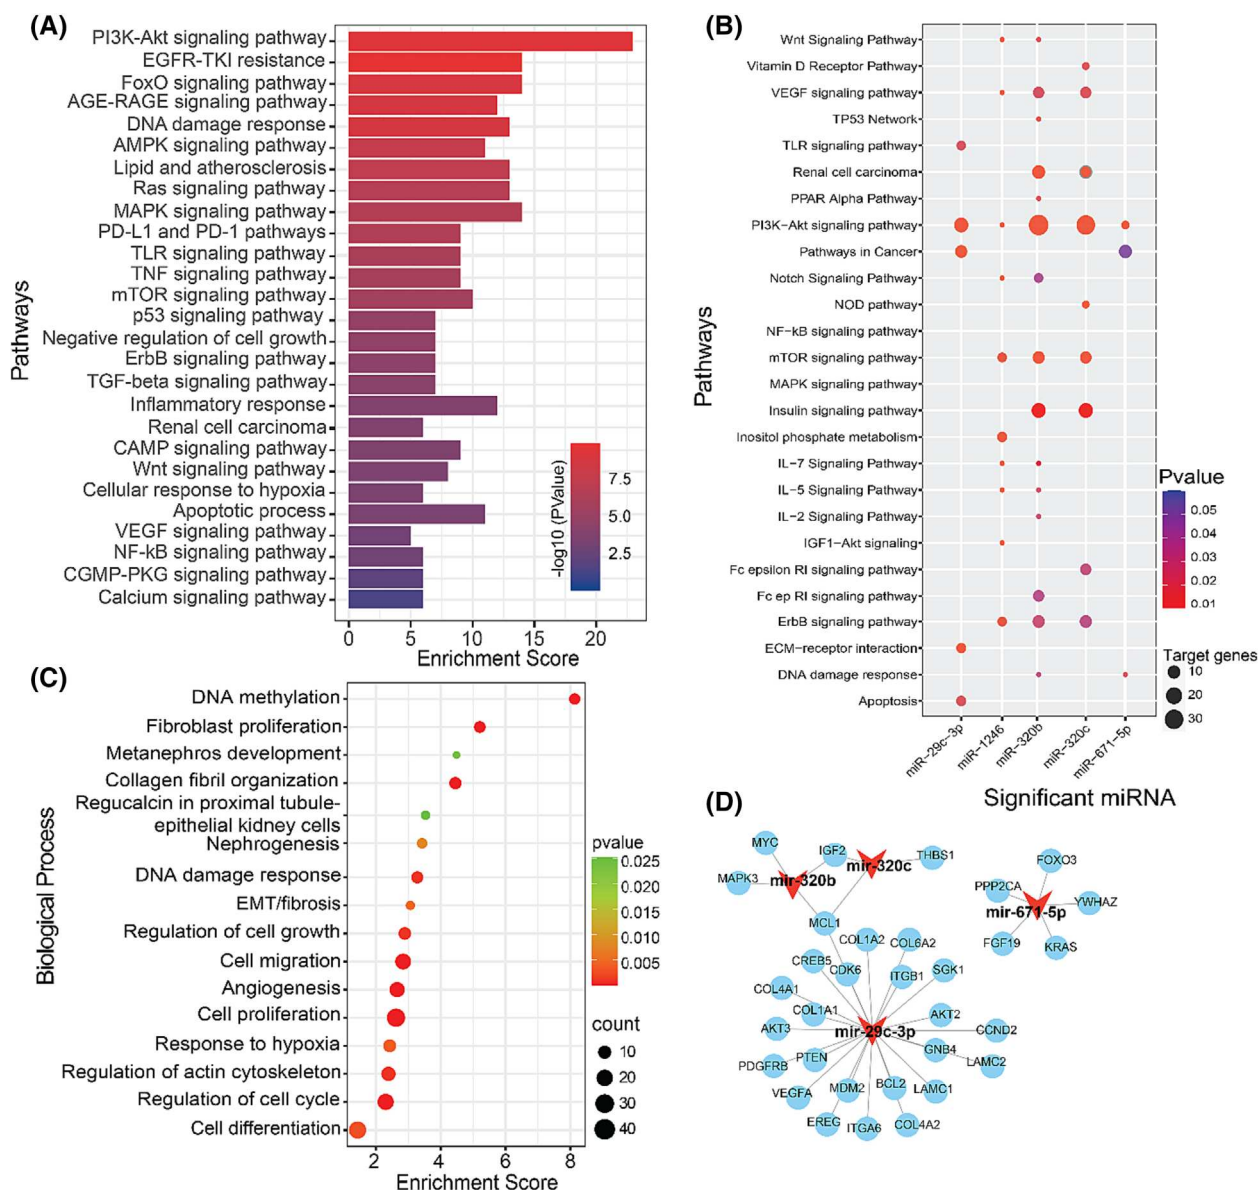 (A)
Pathways
PI3K-Akt signaling pathway
EGFR-TKI resistance
FoxO signaling pathway
AGE-RAGE signaling pathway
DNA damage response
AMPK signaling pathway
Lipid and atherosclerosis
Ras signaling pathway
MAPK signaling pathway
PD-L1 and PD-1 pathways
TLR signaling pathway
TNF signaling pathway
mTOR signaling pathway
p53 signaling pathway
Negative regulation of cell growth
ErbB signaling pathway
TGF-beta signaling pathway
Inflammatory response
Renal cell carcinoma
CAMP signaling pathway
Wnt signaling pathway
Cellular response to hypoxia
Apoptotic process
VEGF signaling pathway
NF-kB signaling pathway
CGMP-PKG signaling pathway
Calcium signaling pathway
-log10 (PValue)
7.5
5.0
2.5
0 5 10 15 20
Enrichment Score
(B)
Pathways
Wnt Signaling Pathway
Vitamin D Receptor Pathway
VEGF signaling pathway
TP53 Network
TLR signaling pathway
Renal cell carcinoma
PPAR Alpha Pathway
PI3K−Akt signaling pathway
Pathways in Cancer
Notch Signaling Pathway
NOD pathway
NF−kB signaling pathway
mTOR signaling pathway
MAPK signaling pathway
Insulin signaling pathway
Inositol phosphate metabolism
IL−7 Signaling Pathway
IL−5 Signaling Pathway
IL−2 Signaling Pathway
IGF1−Akt signaling
Fc epsilon RI signaling pathway
Fc ep RI signaling pathway
ErbB signaling pathway
ECM−receptor interaction
DNA damage response
Apoptosis
miR−29c−3p
miR−1246
miR−320b
miR−320c
miR−671−5p
Significant miRNA
Pvalue
0.05
0.04
0.03
0.02
0.01
Target genes
10
20
30
(C)
Biological Process
DNA methylation
Fibroblast proliferation
Metanephros development
Collagen fibril organization
Regucalcin in proximal tubule-
epithelial kidney cells
Nephrogenesis
DNA damage response
EMT/fibrosis
Regulation of cell growth
Cell migration
Angiogenesis
Cell proliferation
Response to hypoxia
Regulation of actin cytoskeleton
Regulation of cell cycle
Cell differentiation
2 4 6 8
Enrichment Score
pvalue
0.025
0.020
0.015
0.010
0.005
count
10
20
30
40
(D)
MYC
IGF2
mir-320c
THBS1
MAPK3
mir-320b
MCL1
FOXO3
PPP2CA
YWHAZ
mir-671-5p
FGF19
KRAS
COL1A2
COL6A2
CREB5
CDK6
ITGB1
SGK1
COL4A1
COL1A1
AKT2
AKT3
mir-29c-3p
CCND2
PDGFRB
PTEN
GNB4
LAMC2
VEGFA
MDM2
BCL2
LAMC1
EREG
ITGA6
COL4A2